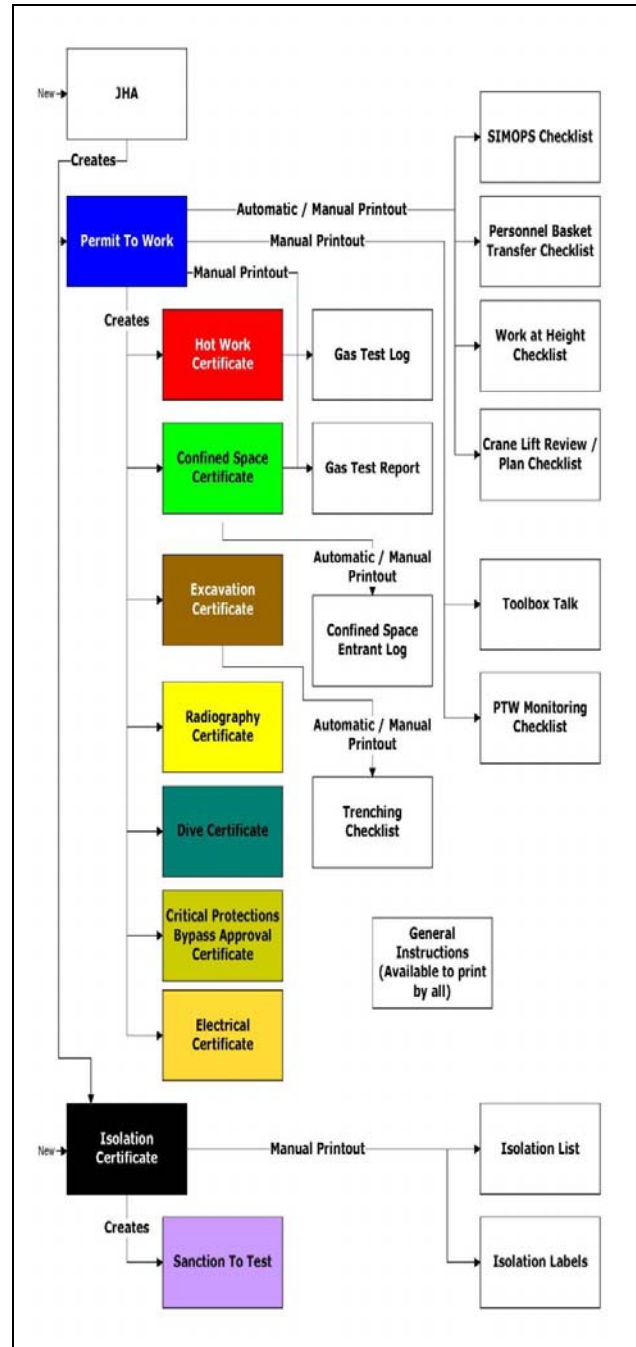 New
JHA
Creates
SIMOPS Checklist
Permit To Work
Automatic / Manual Printout
Manual Printout
Personnel Basket
Transfer Checklist
Manual Printout
Creates
Hot Work
Certificate
Gas Test Log
Work at Height
Checklist
Confined Space
Certificate
Gas Test Report
Crane Lift Review /
Plan Checklist
Automatic / Manual
Printout
Excavation
Certificate
Confined Space
Entrant Log
Toolbox Talk
Radiography
Certificate
Automatic / Manual
Printout
PTW Monitoring
Checklist
Trenching
Checklist
Dive Certificate
Critical Protections
Bypass Approval
Certificate
General
Instructions
(Available to print
by all)
Electrical
Certificate
New
Isolation
Certificate
Manual Printout
Isolation List
Creates
Sanction To Test
Isolation Labels